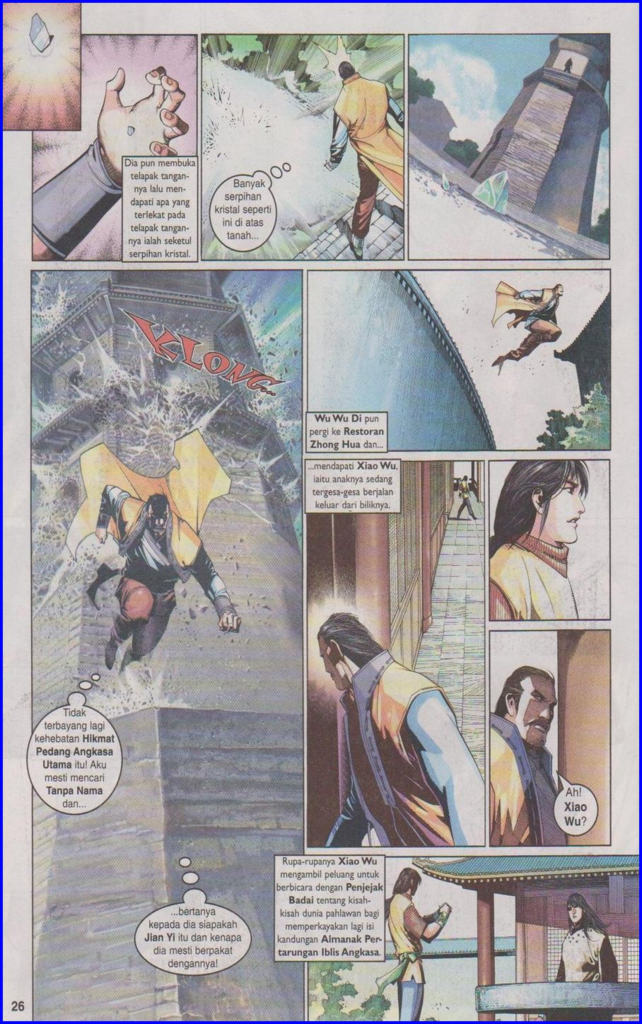 Dia pun membuka
telapak tangan-
nya lalu men-
dapati apa yang
terlekat pada
telapak tangan-
nya ialah seketul
serpihan kristal.
Banyak
serpihan
kristal seperti
ini di atas
tanah...
KLONG...
Tidak
terbayang lagi
kehebatan Hikmat
Pedang Angkasa
Utama itu! Aku
mesti mencari
Tanpa Nama
dan...
...bertanya
kepada dia siapakah
Jian Yi itu dan kenapa
dia mesti berpakat
dengannya!
Wu Wu Di pun
pergi ke Restoran
Zhong Hua dan...
...mendapati Xiao Wu,
iaitu anaknya sedang
tergesa-gesa berjalan
keluar dari biliknya.
Ah!
Xiao
Wu?
Rupa-rupanya Xiao Wu
mengambil peluang untuk
berbicara dengan Penjejak
Badai tentang kisah-
kisah dunia pahlawan bagi
memperkayakan lagi isi
kandungan Almanak Per-
tarungan Iblis Angkasa.
26